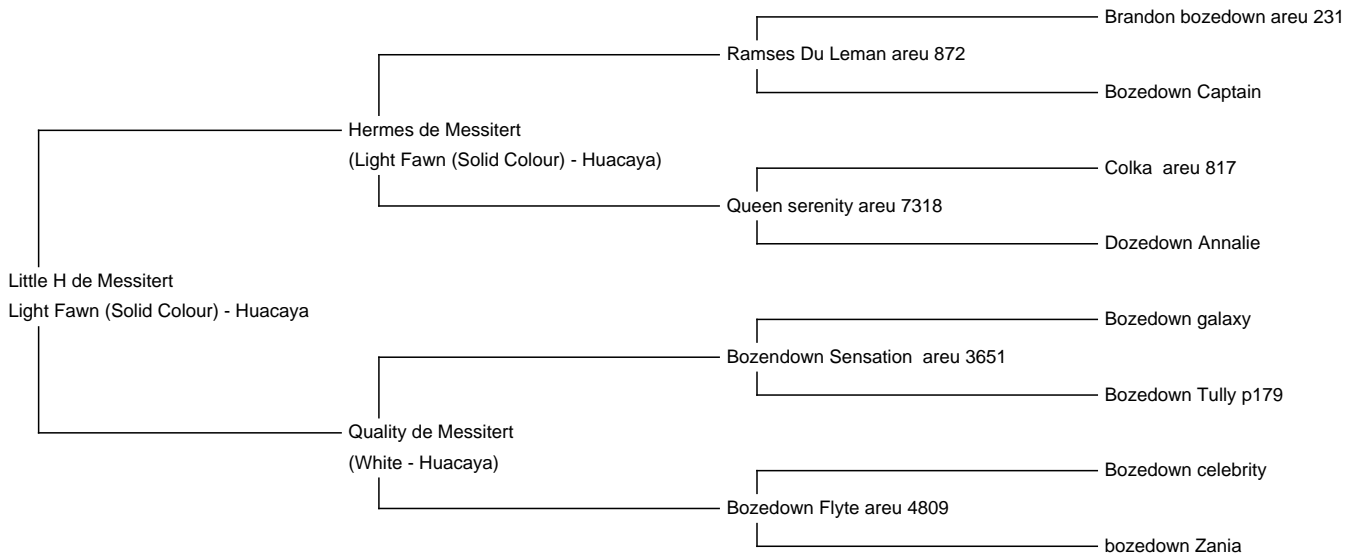 Brandon bozedown areu 231
Ramses Du Leman areu 872
Bozedown Captain
Hermes de Messitert
(Light Fawn (Solid Colour) - Huacaya)
Colka  areu 817
Queen serenity areu 7318
Dozedown Annalie
Little H de Messitert
Light Fawn (Solid Colour) - Huacaya
Bozedown galaxy
Bozendown Sensation  areu 3651
Bozedown Tully p179
Quality de Messitert
(White - Huacaya)
Bozedown celebrity
Bozedown Flyte areu 4809
bozedown Zania